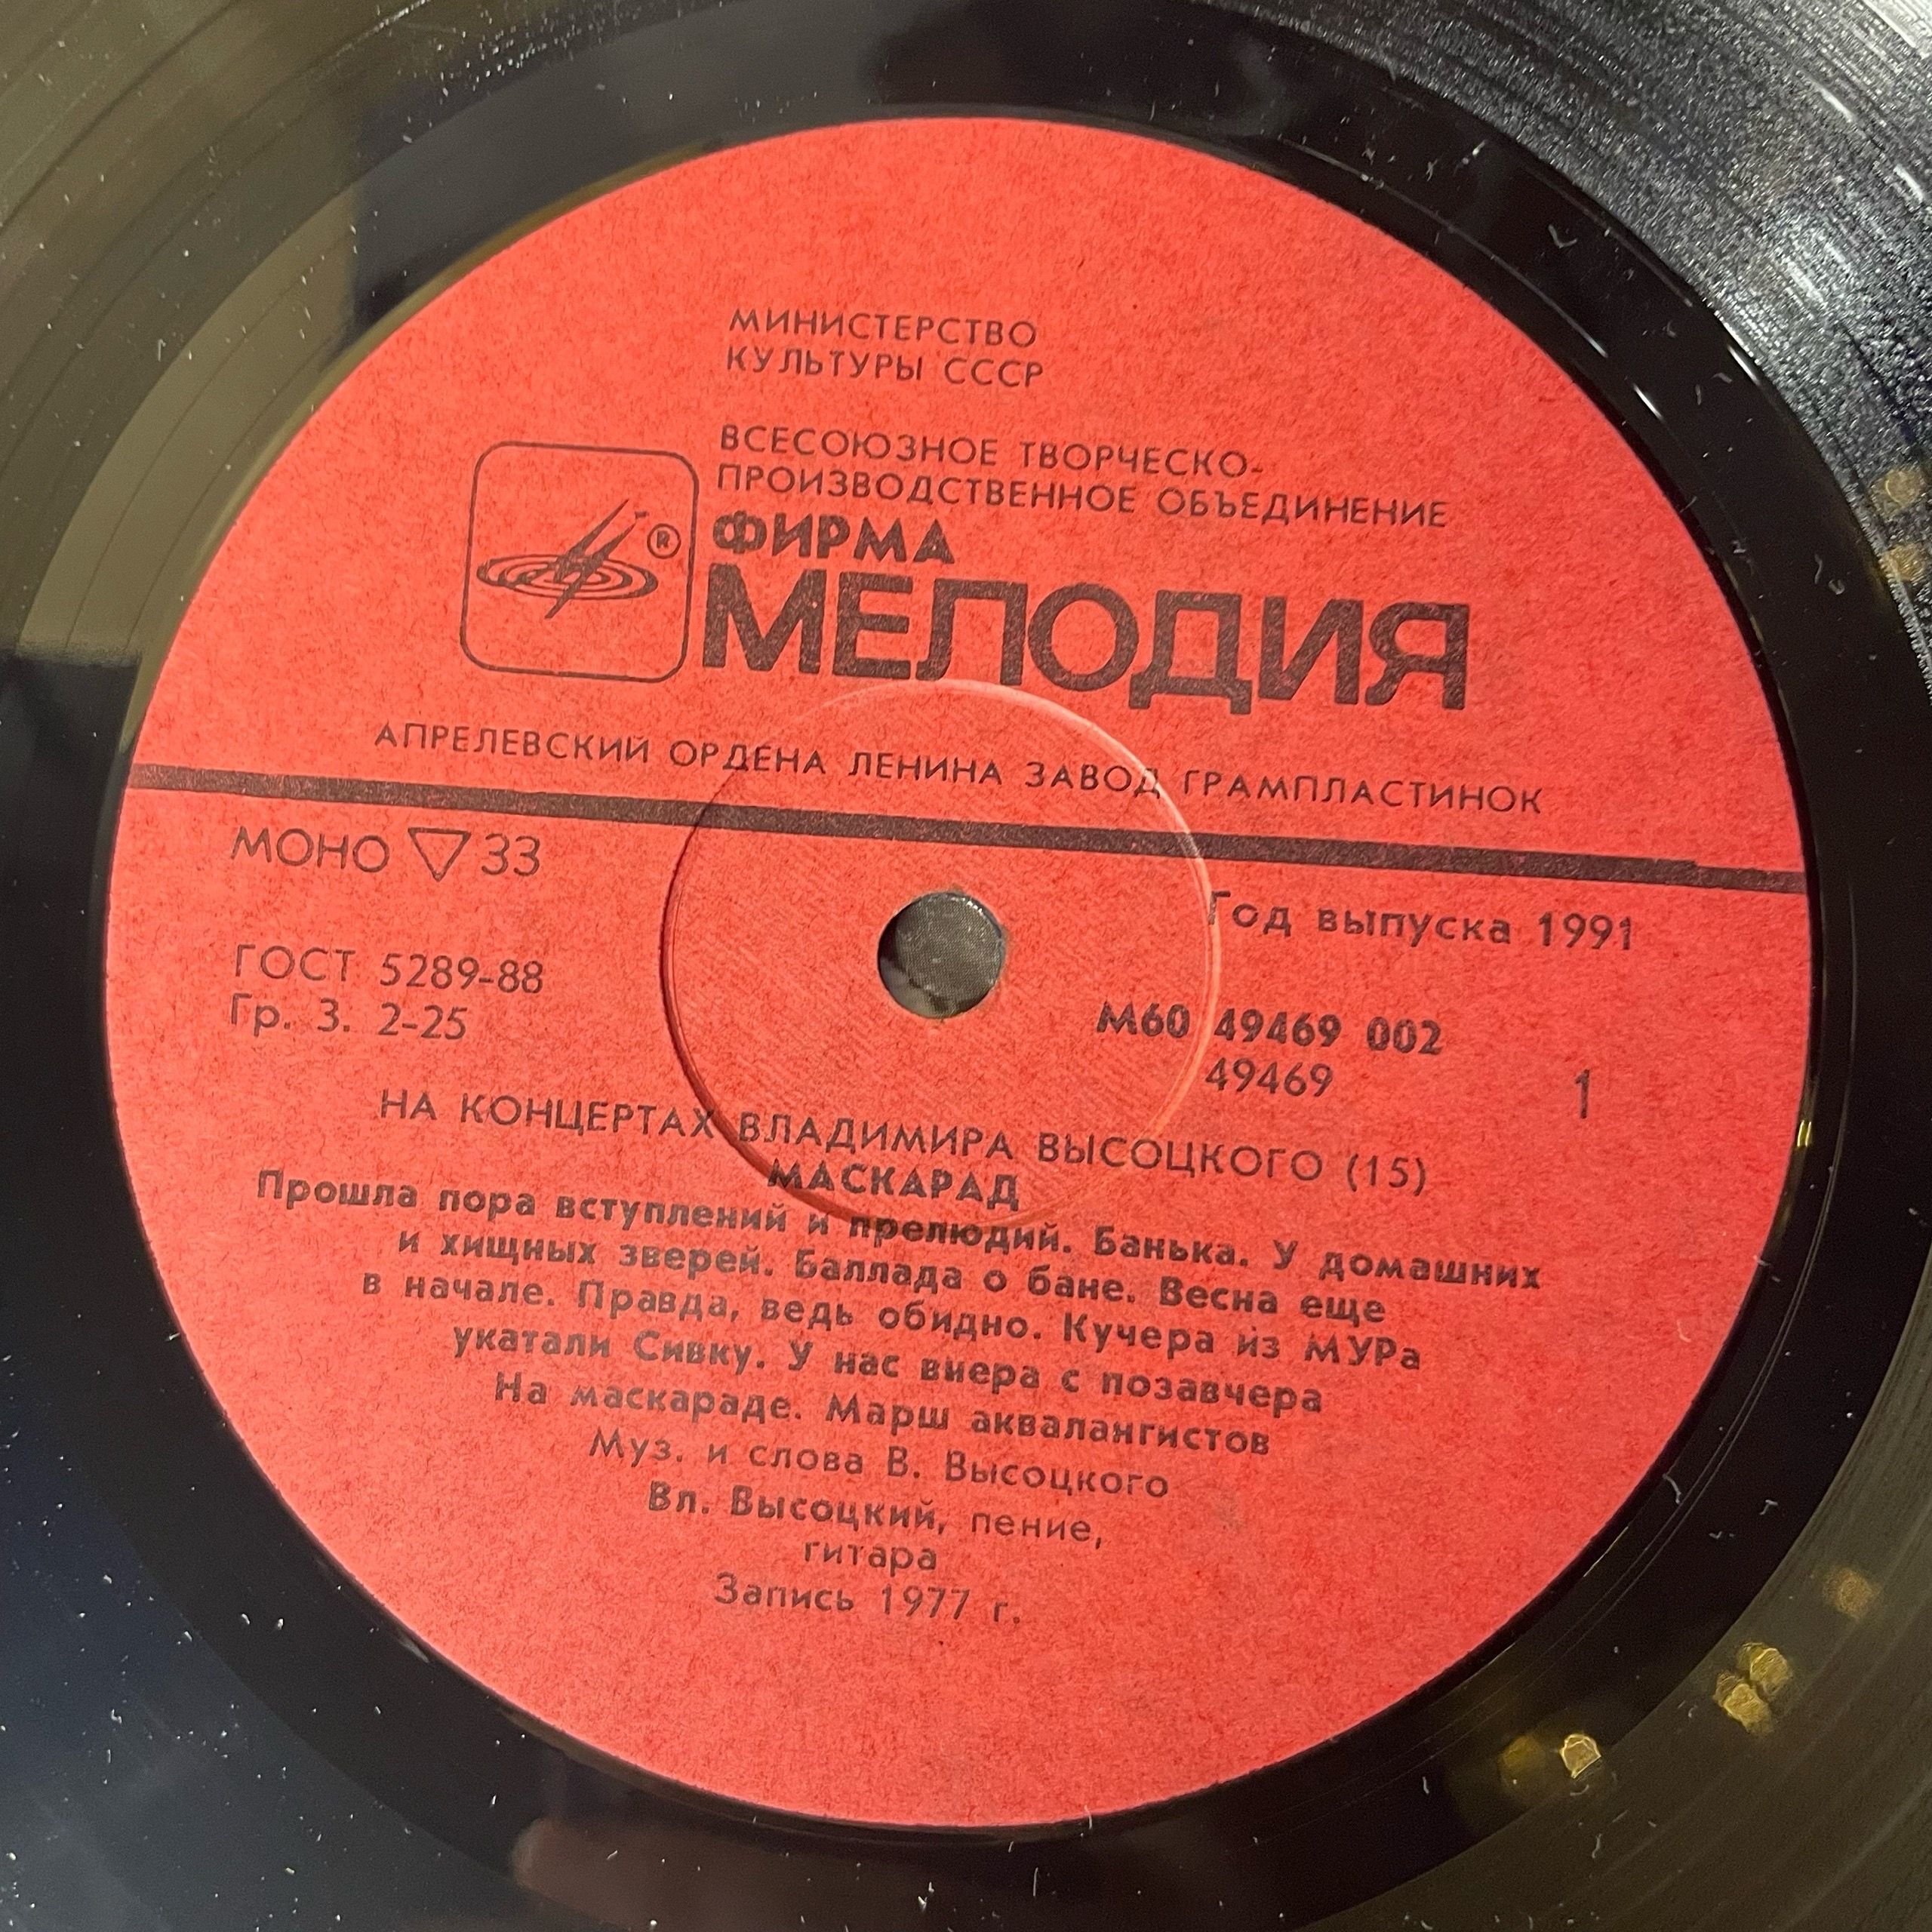 МИНИСТЕРСТВО
КУЛЬТУРЫ СССР
ВСЕСОЮЗНОЕ ТВОРЧЕСКО-
ПРОИЗВОДСТВЕННОЕ ОБЪЕДИНЕНИЕ
®
ФИРМА
МЕЛОДИЯ
АПРЕЛЕВСКИЙ ОРДЕНА ЛЕНИНА ЗАВОД ГРАМПЛАСТИНОК
МОНО ▽ 33
Год выпуска 1991
ГОСТ 5289-88
Гр. 3. 2-25
М60 49469 002
49469
1
НА КОНЦЕРТАХ ВЛАДИМИРА ВЫСОЦКОГО (15)
МАСКАРАД
Прошла пора вступлений и прелюдий. Банька. У домашних
и хищных зверей. Баллада о бане. Весна еще
в начале. Правда, ведь обидно. Кучера из МУРа
укатали Сивку. У нас вчера с позавчера
На маскараде. Марш аквалангистов
Муз. и слова В. Высоцкого
Вл. Высоцкий, пение,
гитара
Запись 1977 г.